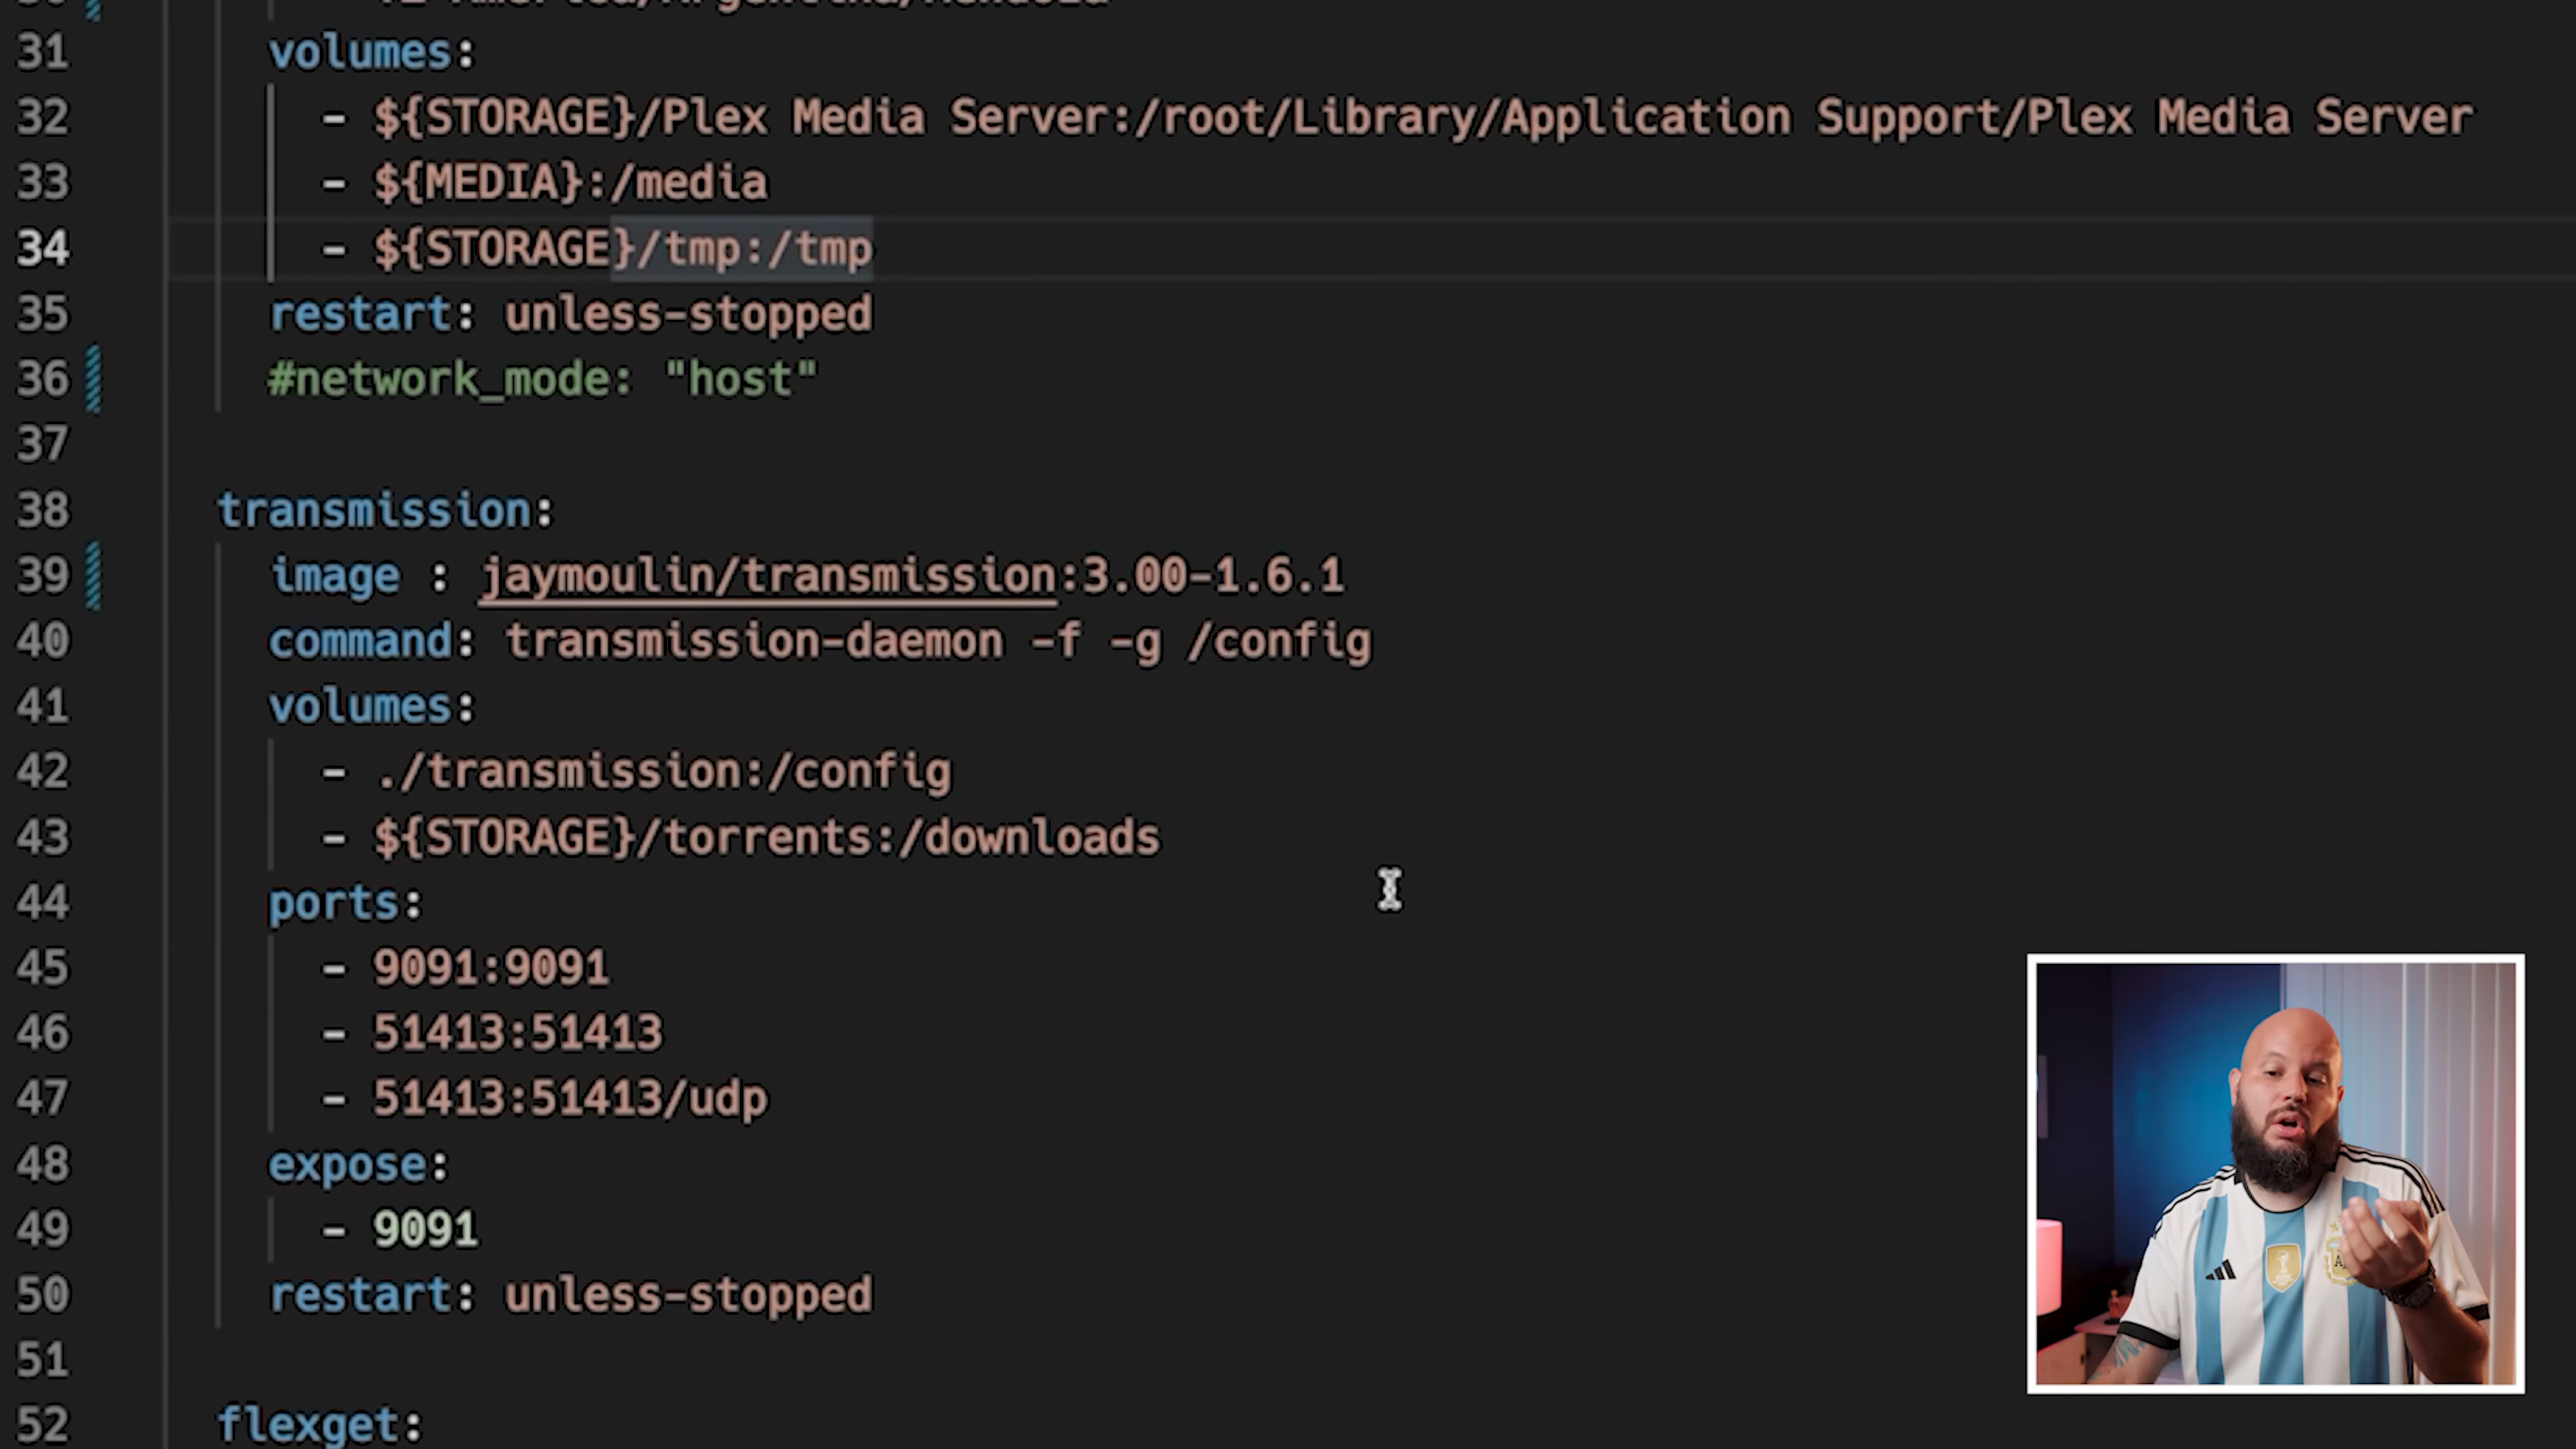 31 volumes:
32 - ${STORAGE}/Plex Media Server:/root/Library/Application Support/Plex Media Server
33 - ${MEDIA}:/media
34 - ${STORAGE}/tmp:/tmp
35 restart: unless-stopped
36 #network_mode: "host"
37
38 transmission:
39 image : jaymoulin/transmission:3.00-1.6.1
40 command: transmission-daemon -f -g /config
41 volumes:
42 - ./transmission:/config
43 - ${STORAGE}/torrents:/downloads
44 ports:
45 - 9091:9091
46 - 51413:51413
47 - 51413:51413/udp
48 expose:
49 - 9091
50 restart: unless-stopped
51
52 flexget: